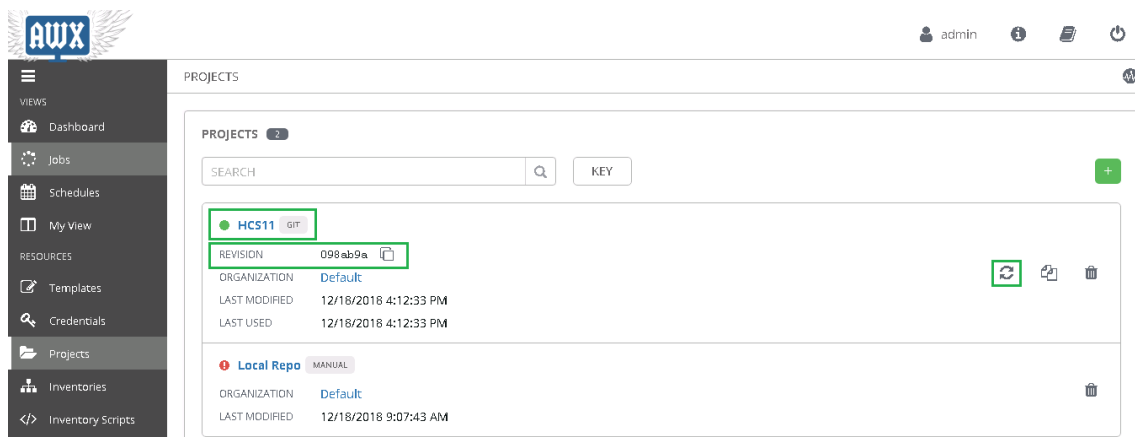 AWX
admin
PROJECTS
VIEWS
Dashboard
Jobs
Schedules
My View
RESOURCES
Templates
Credentials
Projects
Inventories
Inventory Scripts
PROJECTS 2
SEARCH
KEY
+
HCS11 GIT
REVISION 098ab9a
ORGANIZATION Default
LAST MODIFIED 12/18/2018 4:12:33 PM
LAST USED 12/18/2018 4:12:33 PM
Local Repo MANUAL
ORGANIZATION Default
LAST MODIFIED 12/18/2018 9:07:43 AM